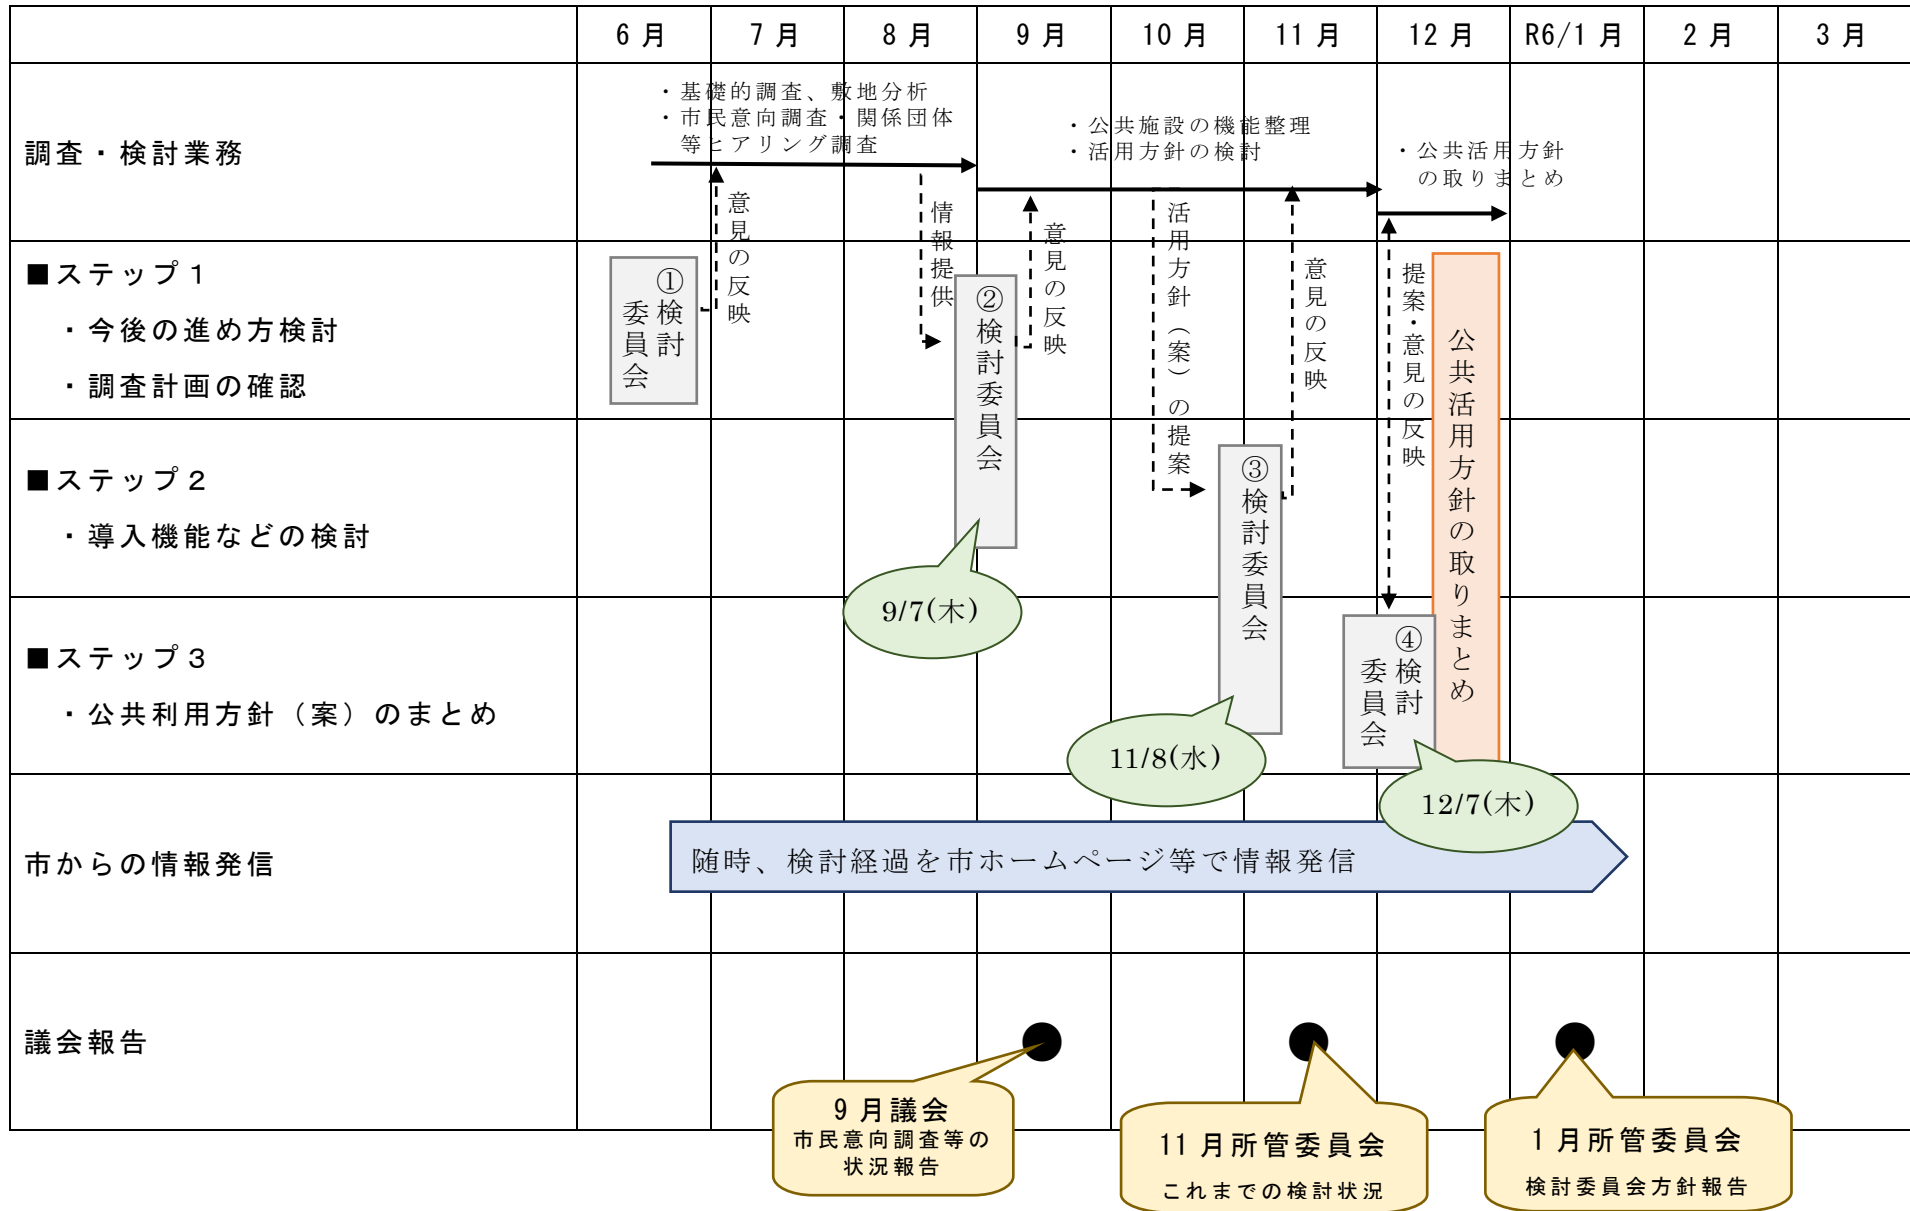 6月 7月 8月 9月 10月 11月 12月 R6/1月 2月 3月
調査・検討業務
・基礎的調査、敷地分析
・市民意向調査・関係団体
等ヒアリング調査
・公共施設の機能整理
・活用方針の検討
・公共活用方針
の取りまとめ
意見の反映
情報提供
意見の反映
活用方針（案）の提案
意見の反映
提案・意見の反映
■ステップ1
・今後の進め方検討
・調査計画の確認
①検討
委員会
②検討委員会
③検討委員会
④検討
委員会
公共活用方針の取りまとめ
■ステップ2
・導入機能などの検討
9/7(木)
■ステップ3
・公共利用方針（案）のまとめ
11/8(水)
12/7(木)
市からの情報発信
随時、検討経過を市ホームページ等で情報発信
議会報告
9月議会
市民意向調査等の
状況報告
11月所管委員会
これまでの検討状況
1月所管委員会
検討委員会方針報告